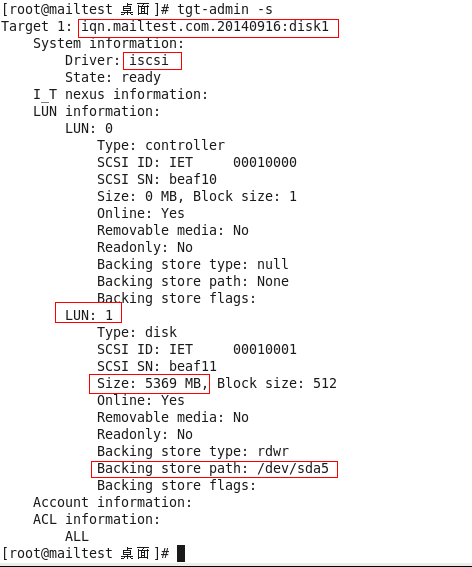 [root@mailtest 桌面]# tgt-admin -s
Target 1: iqn.mailtest.com.20140916:disk1
    System information:
        Driver: iscsi
        State: ready
    I_T nexus information:
    LUN information:
        LUN: 0
            Type: controller
            SCSI ID: IET     00010000
            SCSI SN: beaf10
            Size: 0 MB, Block size: 1
            Online: Yes
            Removable media: No
            Readonly: No
            Backing store type: null
            Backing store path: None
            Backing store flags:
        LUN: 1
            Type: disk
            SCSI ID: IET     00010001
            SCSI SN: beaf11
            Size: 5369 MB, Block size: 512
            Online: Yes
            Removable media: No
            Readonly: No
            Backing store type: rdwr
            Backing store path: /dev/sda5
            Backing store flags:
    Account information:
    ACL information:
        ALL
[root@mailtest 桌面]#